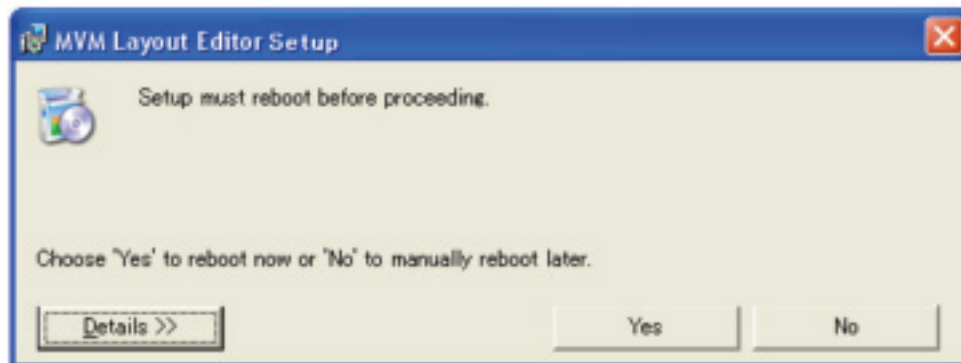 MVM Layout Editor Setup
Setup must reboot before proceeding.
Choose 'Yes' to reboot now or 'No' to manually reboot later.
Details >>
Yes
No